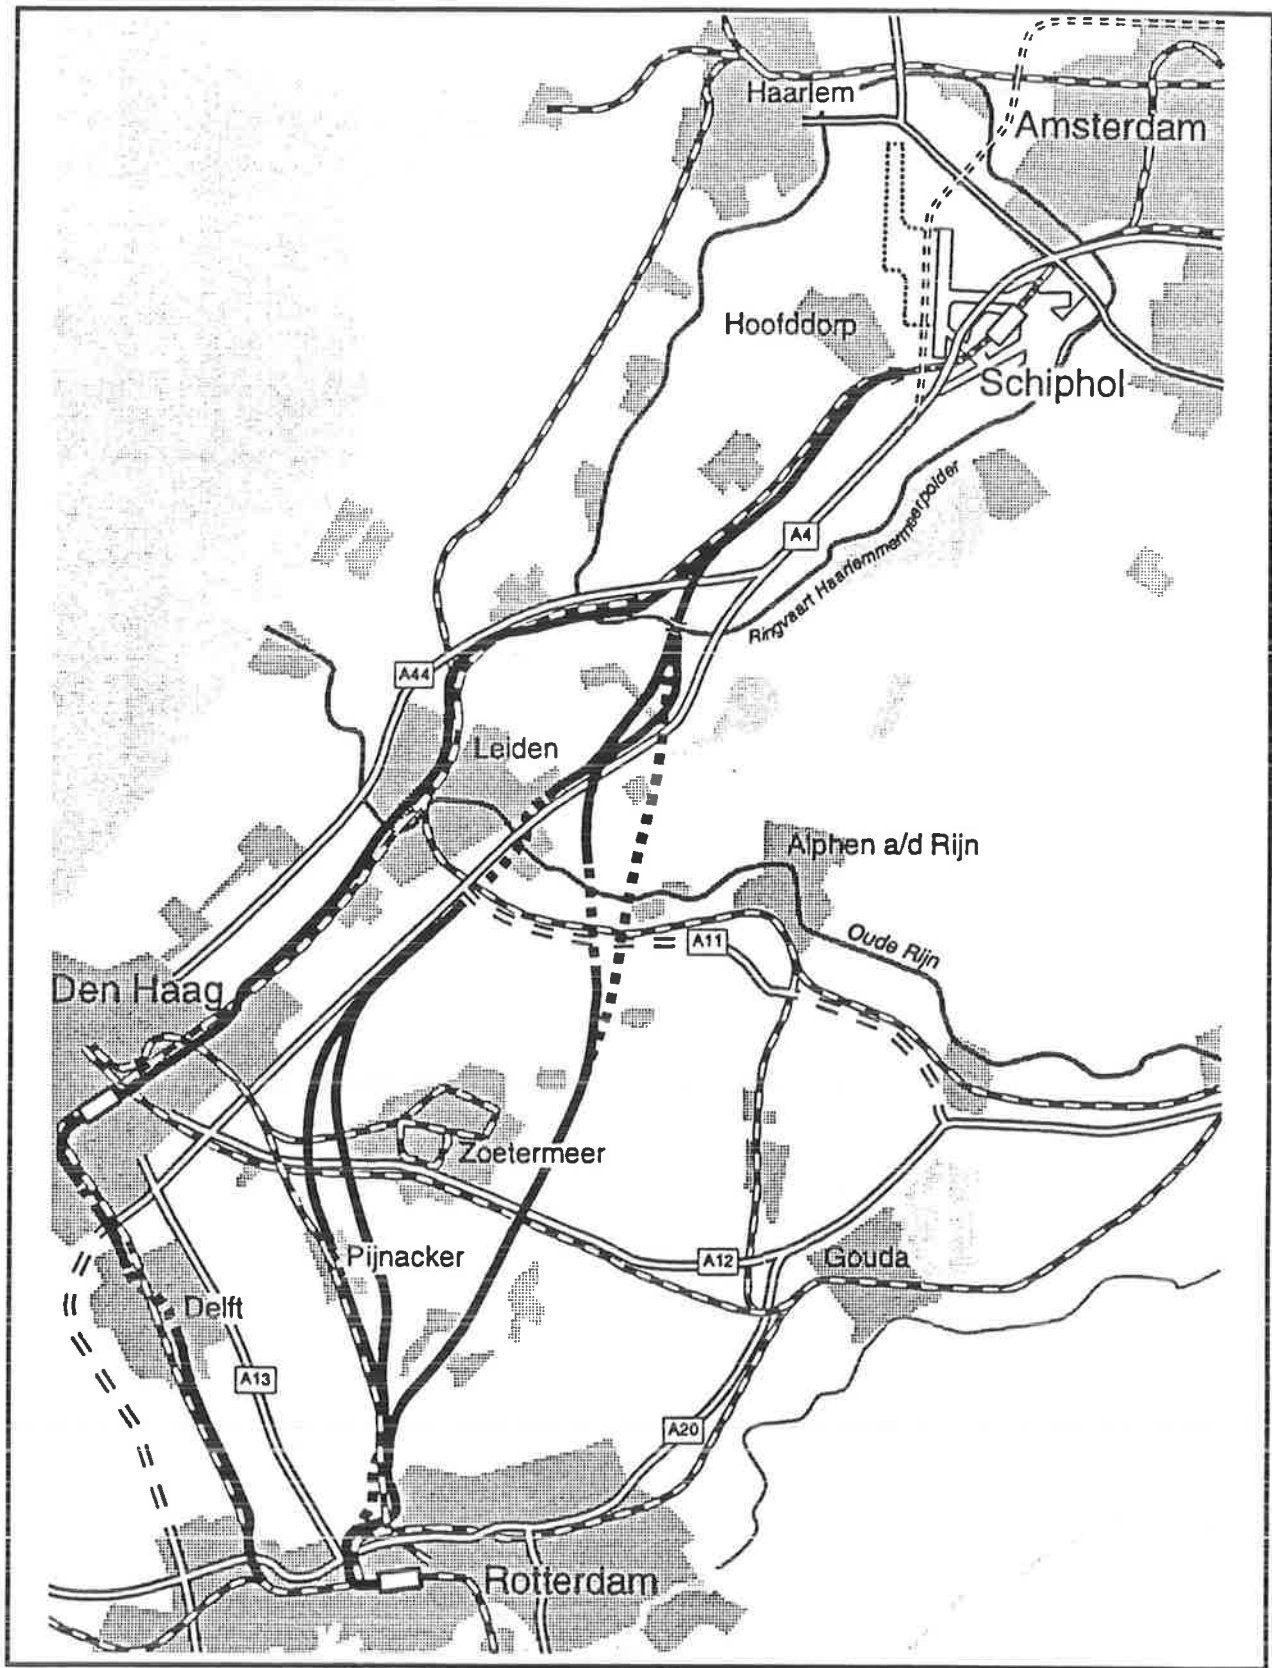 Haarlem
Amsterdam
Hoofddorp
Schiphol
A4
Ringvaart Haarlemmermeerpolder
A44
Leiden
Alphen a/d Rijn
A11
Oude Rijn
Den Haag
Zoetermeer
Pijnacker
A12
Gouda
Delft
A13
A20
Rotterdam